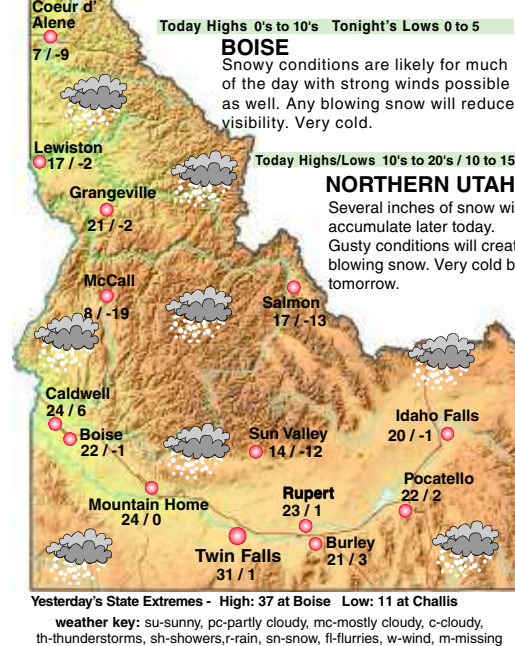 Coeur d'
Alene
7 / -9
Today Highs 0's to 10's Tonight's Lows 0 to 5
BOISE
Snowy conditions are likely for much
of the day with strong winds possible
as well. Any blowing snow will reduce
visibility. Very cold.
Lewiston
17 / -2
Today Highs/Lows 10's to 20's / 10 to 15
NORTHERN UTAH
Several inches of snow wi
accumulate later today.
Gusty conditions will creat
blowing snow. Very cold b
tomorrow.
Grangeville
21 / -2
McCall
8 / -19
Salmon
17 / -13
Caldwell
24 / 6
Boise
22 / -1
Sun Valley
14 / -12
Idaho Falls
20 / -1
Mountain Home
24 / 0
Rupert
23 / 1
Pocatello
22 / 2
Twin Falls
31 / 1
Burley
21 / 3
Yesterday's State Extremes - High: 37 at Boise Low: 11 at Challis
weather key: su-sunny, pc-partly cloudy, mc-mostly cloudy, c-cloudy,
th-thunderstorms, sh-showers,r-rain, sn-snow, fl-flurries, w-wind, m-missing